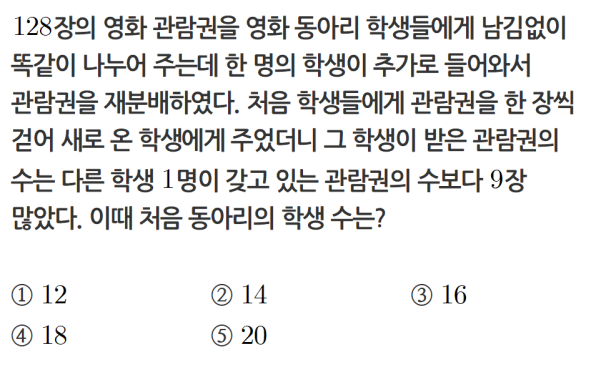 128장의 영화 관람권을 영화 동아리 학생들에게 남김없이
똑같이 나누어 주는데 한 명의 학생이 추가로 들어와서
관람권을 재분배하였다. 처음 학생들에게 관람권을 한 장씩
걷어 새로 온 학생에게 주었더니 그 학생이 받은 관람권의
수는 다른 학생 1명이 갖고 있는 관람권의 수보다 9장
많았다. 이때 처음 동아리의 학생 수는?
① 12 ② 14 ③ 16
④ 18 ⑤ 20